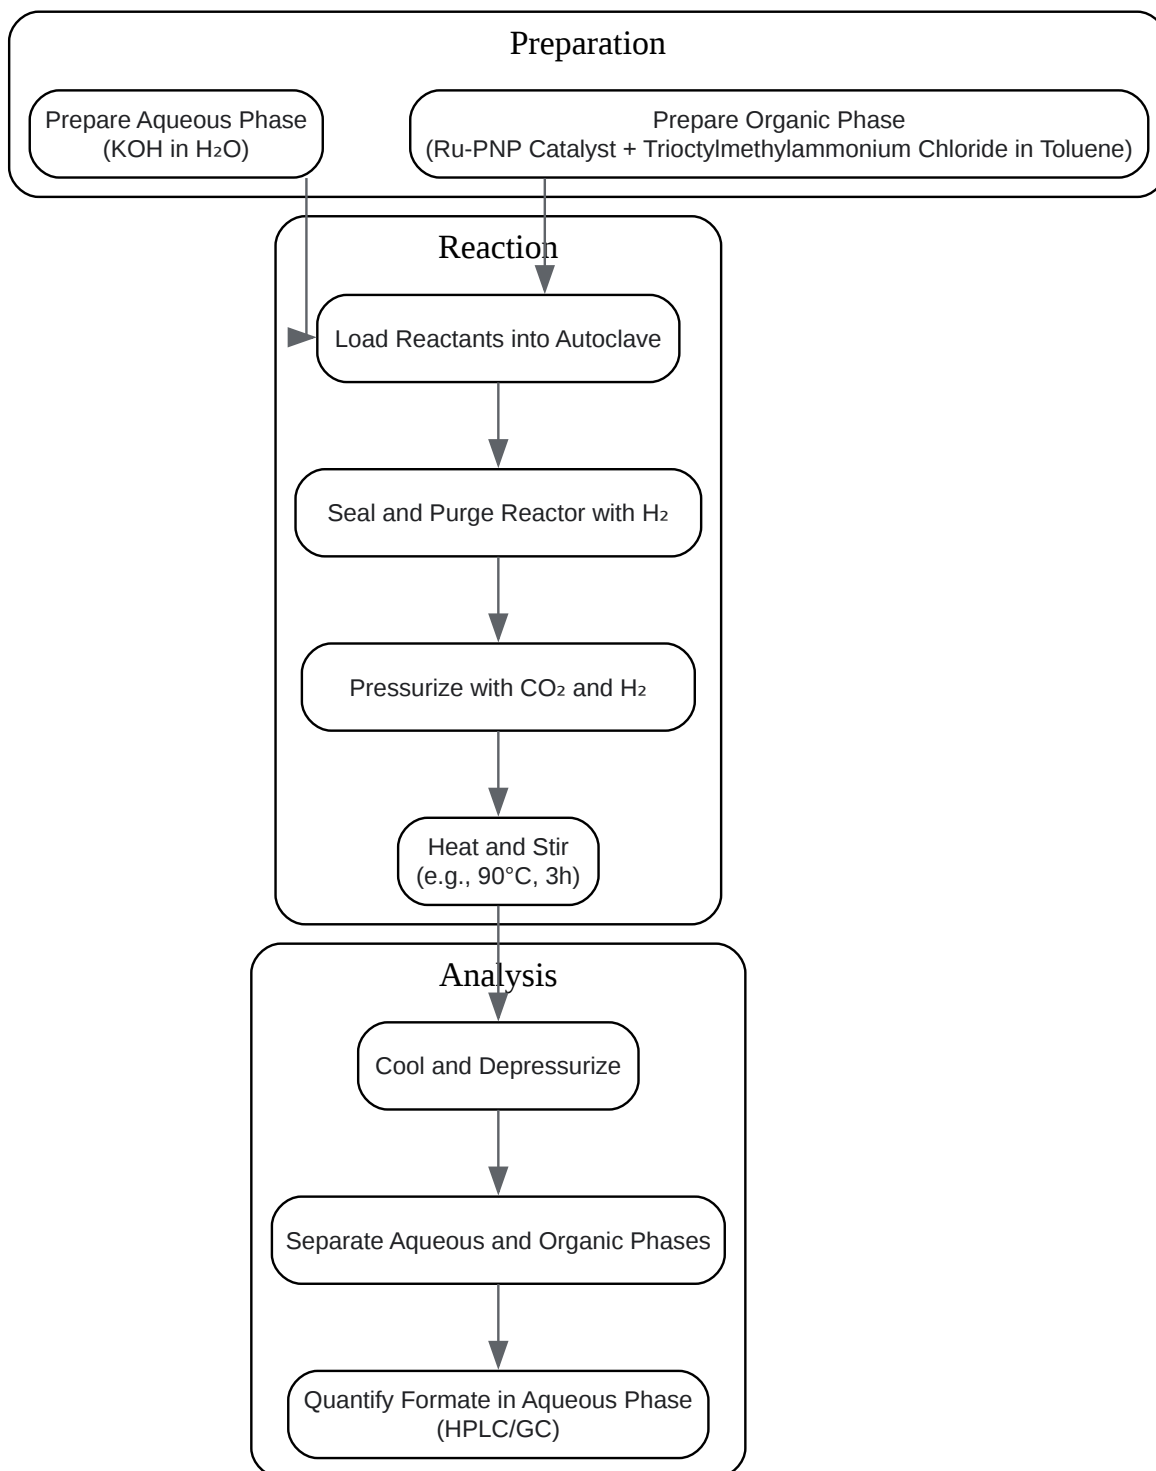 Preparation
Prepare Aqueous Phase
(KOH in H₂O)
Prepare Organic Phase
(Ru-PNP Catalyst + Trioctylmethylammonium Chloride in Toluene)
Reaction
Load Reactants into Autoclave
Seal and Purge Reactor with H₂
Pressurize with CO₂ and H₂
Heat and Stir
(e.g., 90°C, 3h)
Analysis
Cool and Depressurize
Separate Aqueous and Organic Phases
Quantify Formate in Aqueous Phase
(HPLC/GC)